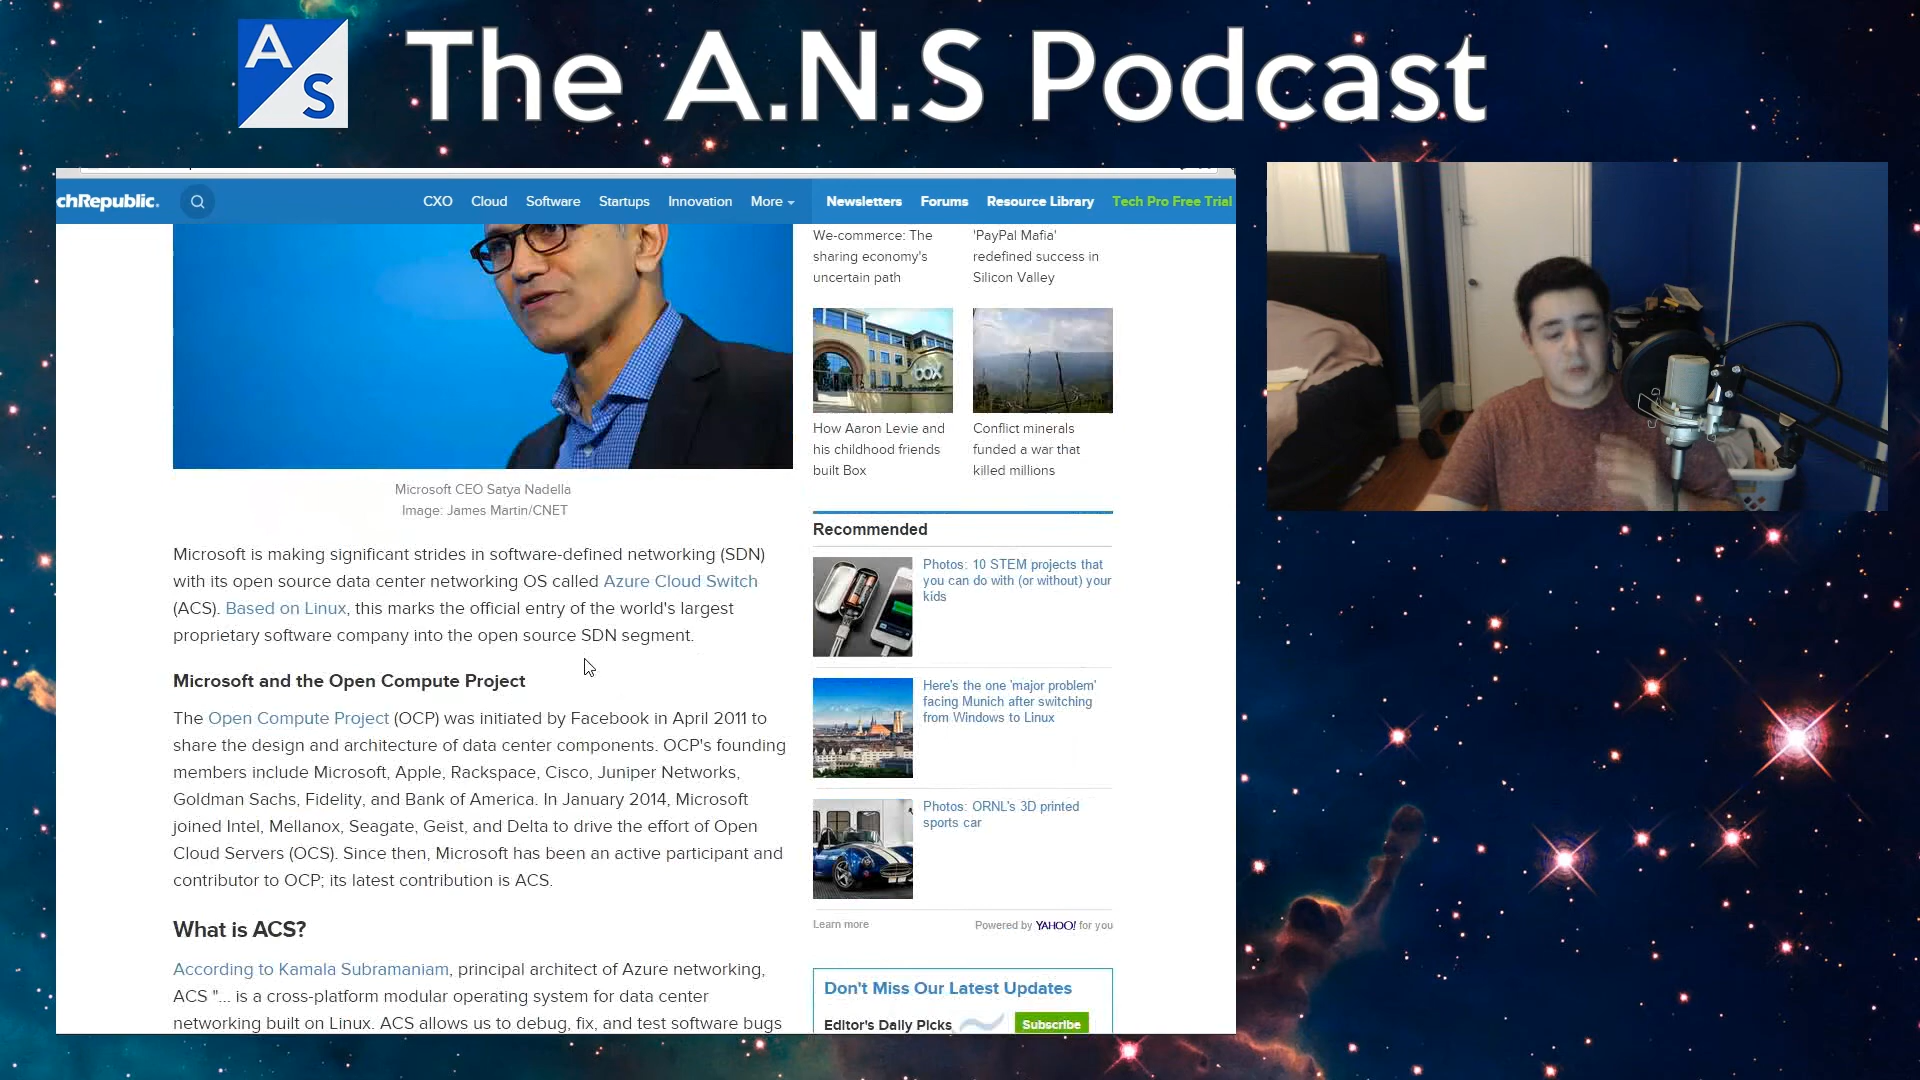 A
S
The A.N.S Podcast
chRepublic.
CXO Cloud Software Startups Innovation More Newsletters Forums Resource Library Tech Pro Free Trial
Microsoft CEO Satya Nadella
Image: James Martin/CNET
Microsoft is making significant strides in software-defined networking (SDN)
with its open source data center networking OS called Azure Cloud Switch
(ACS). Based on Linux, this marks the official entry of the world's largest
proprietary software company into the open source SDN segment.
Microsoft and the Open Compute Project
The Open Compute Project (OCP) was initiated by Facebook in April 2011 to
share the design and architecture of data center components. OCP's founding
members include Microsoft, Apple, Rackspace, Cisco, Juniper Networks,
Goldman Sachs, Fidelity, and Bank of America. In January 2014, Microsoft
joined Intel, Mellanox, Seagate, Geist, and Delta to drive the effort of Open
Cloud Servers (OCS). Since then, Microsoft has been an active participant and
contributor to OCP; its latest contribution is ACS.
What is ACS?
According to Kamala Subramaniam, principal architect of Azure networking,
ACS "... is a cross-platform modular operating system for data center
networking built on Linux. ACS allows us to debug, fix, and test software bugs
We-commerce: The
sharing economy's
uncertain path
'PayPal Mafia'
redefined success in
Silicon Valley
box
How Aaron Levie and
his childhood friends
built Box
Conflict minerals
funded a war that
killed millions
Recommended
Photos: 10 STEM projects that
you can do with (or without) your
kids
Here's the one 'major problem'
facing Munich after switching
from Windows to Linux
Photos: ORNL's 3D printed
sports car
Learn more
Powered by YAHOO! for you
Don't Miss Our Latest Updates
Editor's Daily Picks
Subscribe